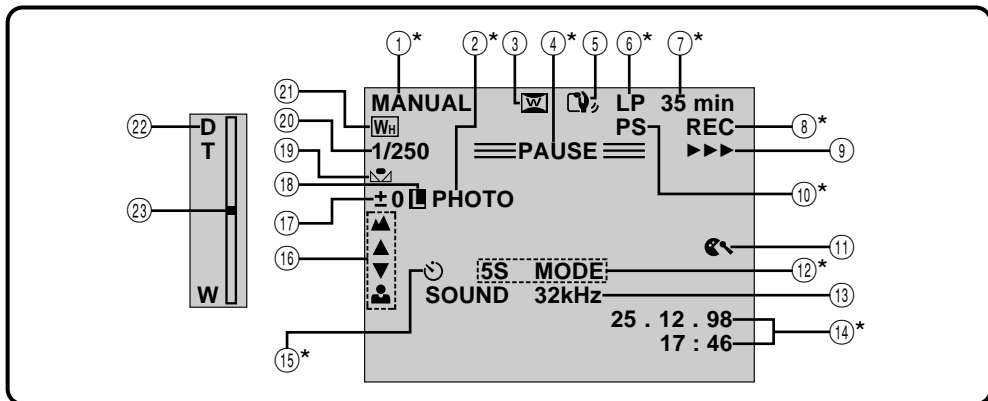 ①* ②* ③ ④* ⑤ ⑥* ⑦*
㉑ MANUAL W LP 35 min
㉒ D WH PS REC ⑧*
⑳ T 1/250 PAUSE ►►► ⑨
⑲
⑱ L PHOTO ⑩*
⑰ ±0
㉓
⑯ ⑪
5S MODE ⑫*
W SOUND 32kHz ⑬
25 . 12 . 98
17 : 46 ⑭*
⑮*